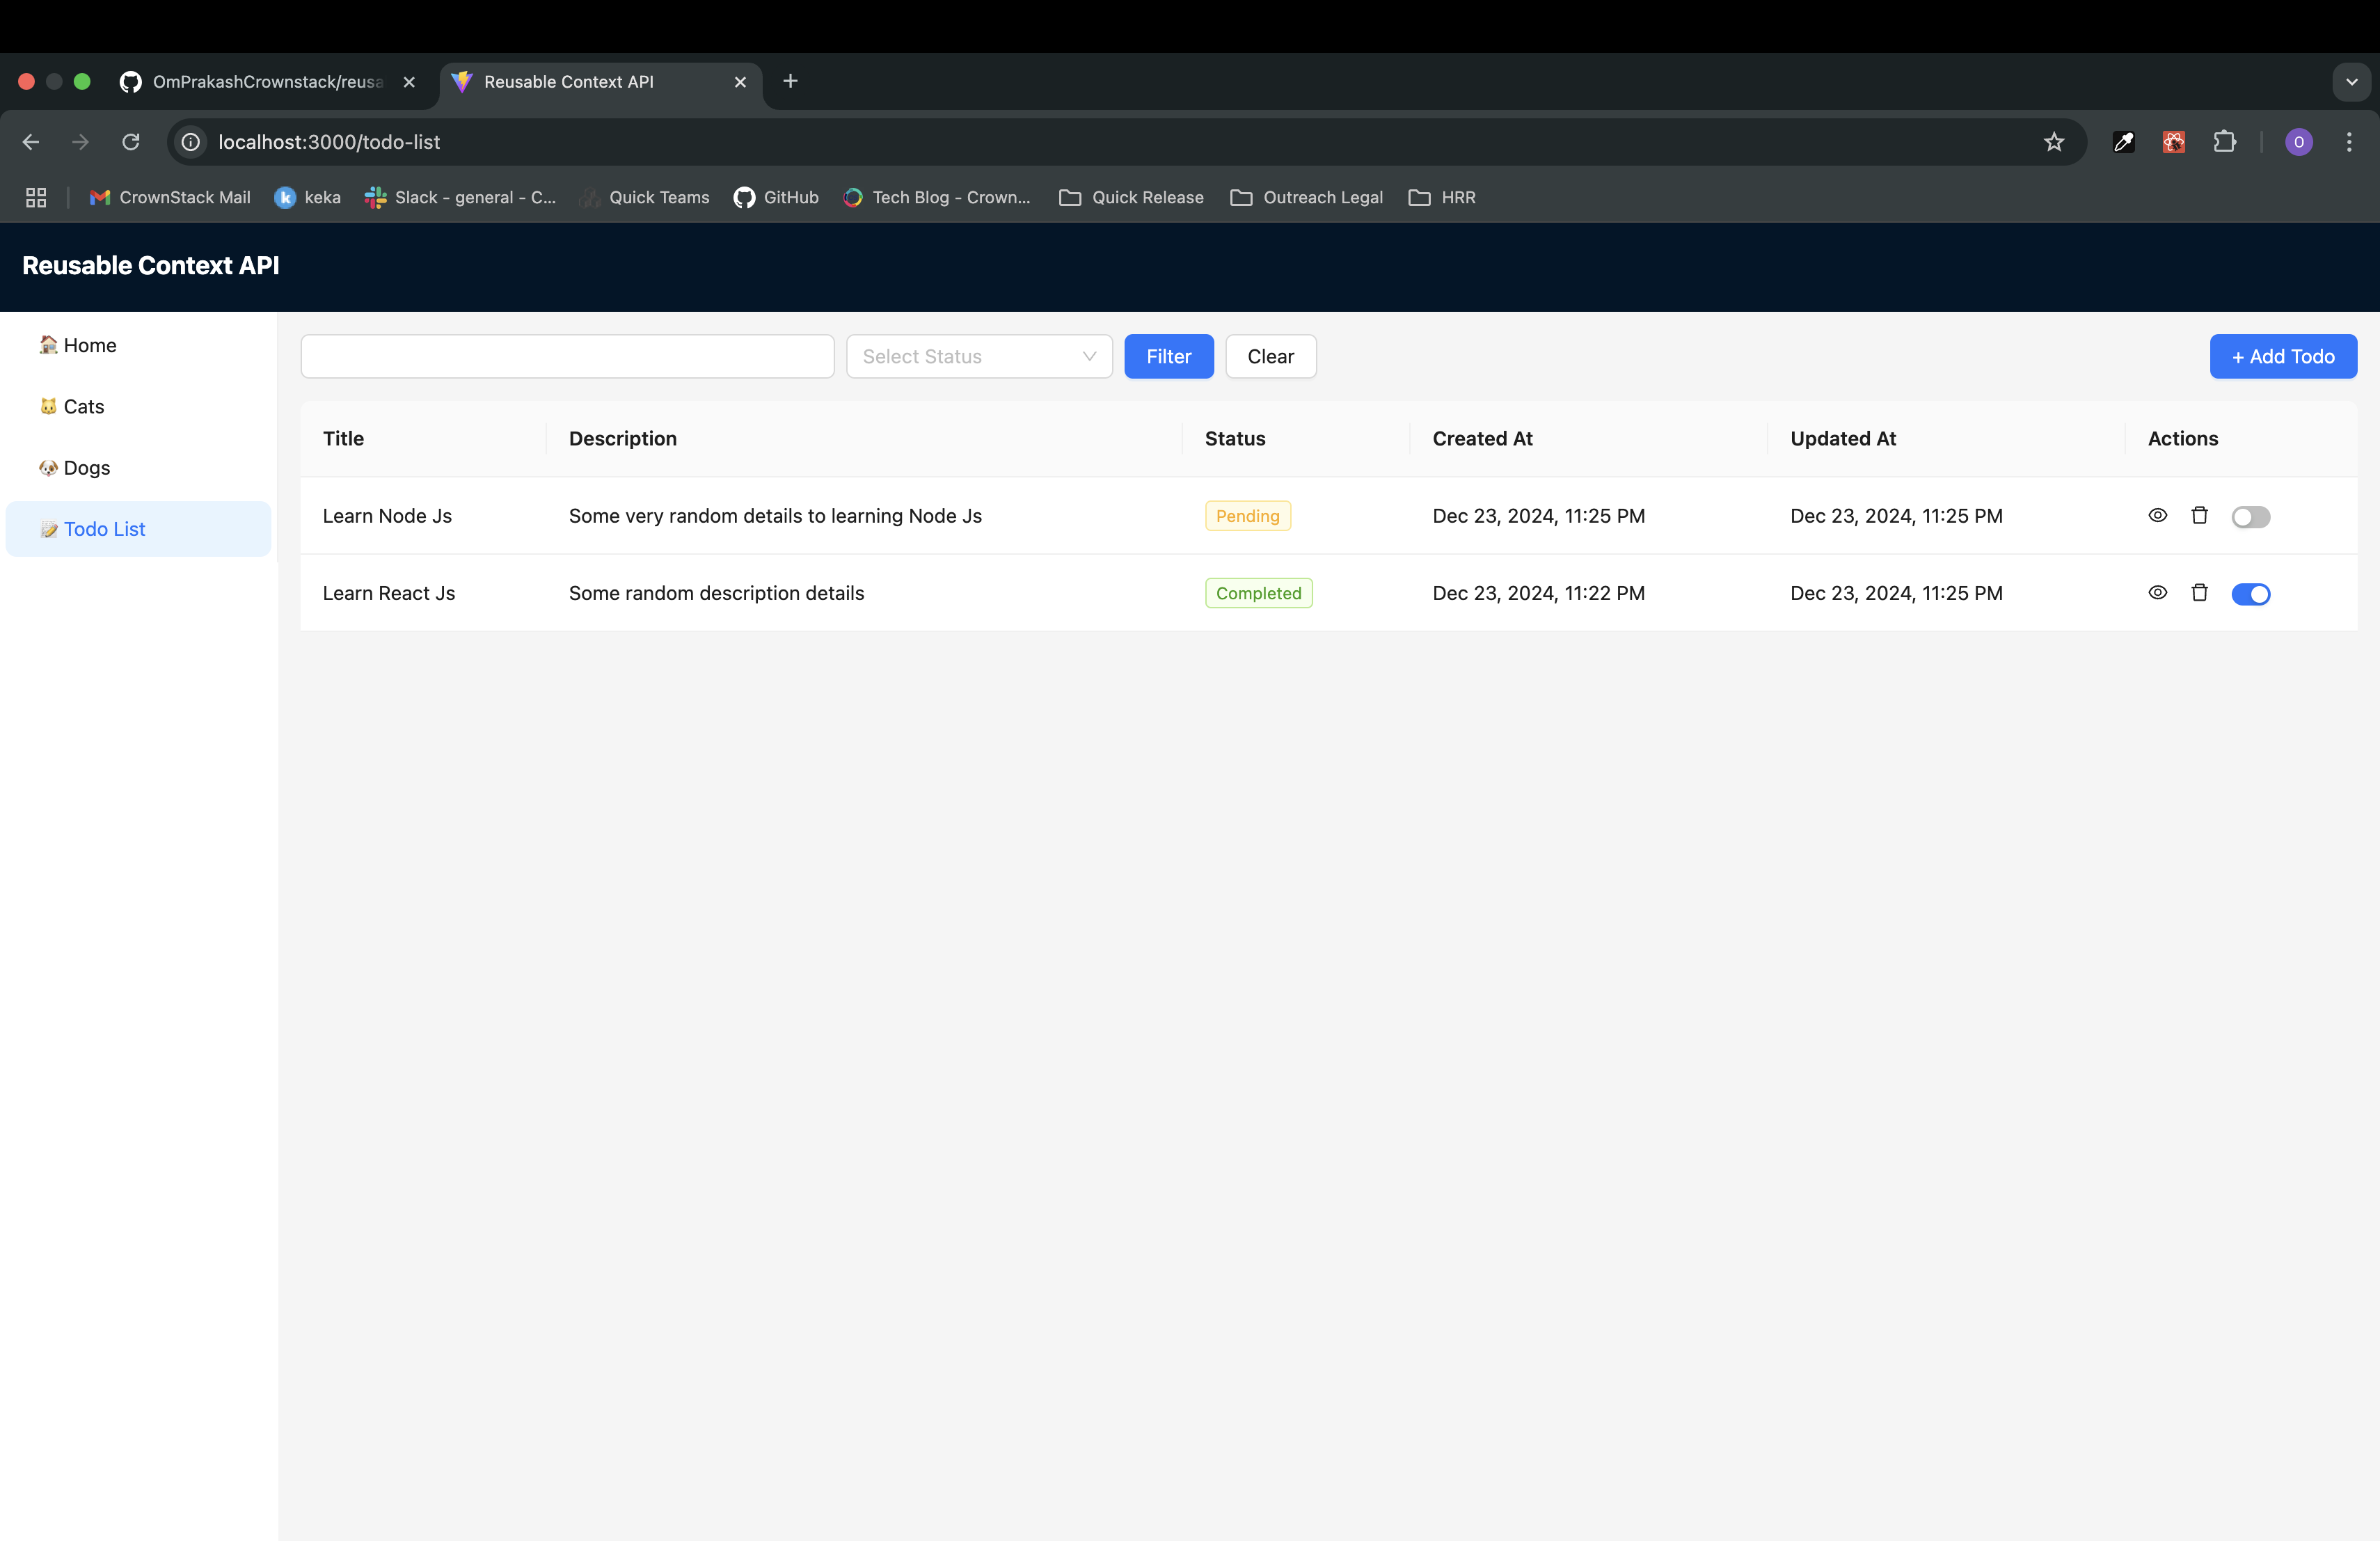 OmPrakashCrownstack/reusa
Reusable Context API
localhost:3000/todo-list
O
CrownStack Mail
k keka
Slack - general - C...
Quick Teams
GitHub
Tech Blog - Crown...
Quick Release
Outreach Legal
HRR
Reusable Context API
Home
Cats
Dogs
Todo List
Select Status
Filter
Clear
+ Add Todo
Title Description Status Created At Updated At Actions
Learn Node Js Some very random details to learning Node Js Pending Dec 23, 2024, 11:25 PM Dec 23, 2024, 11:25 PM
Learn React Js Some random description details Completed Dec 23, 2024, 11:22 PM Dec 23, 2024, 11:25 PM